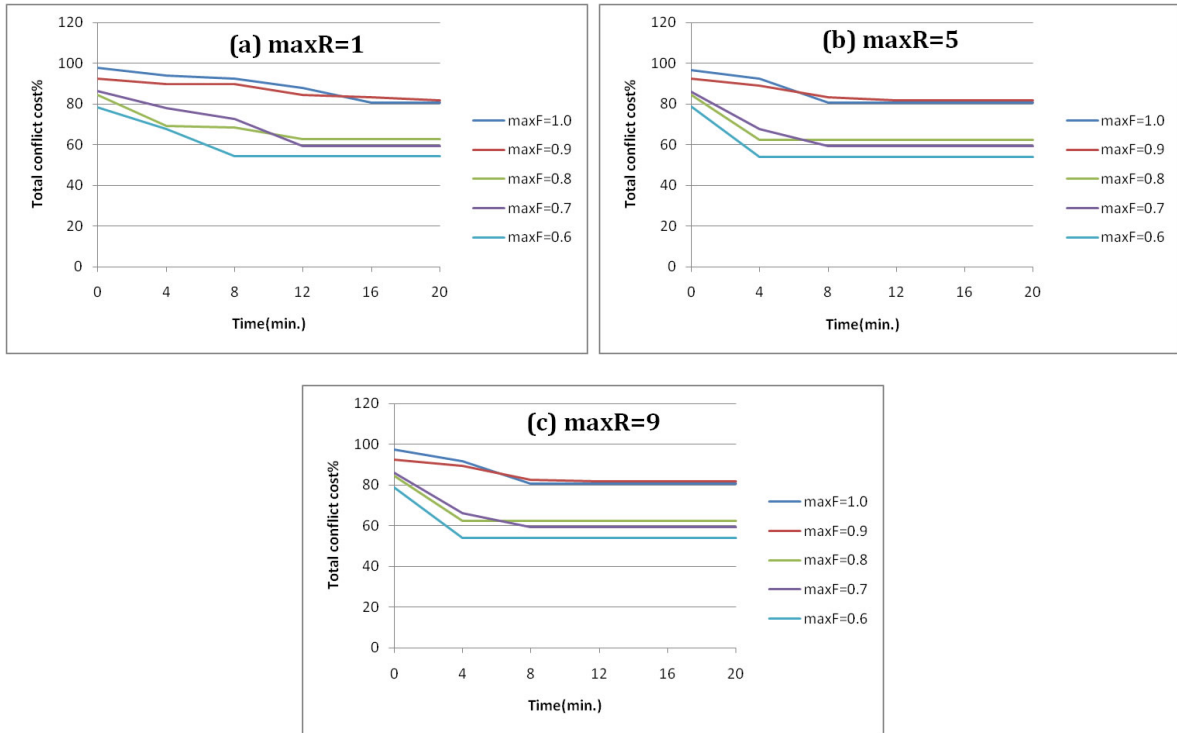 (a) maxR=1
Total conflict cost%
120
100
80
60
40
20
0
0 4 8 12 16 20
Time(min.)
maxF=1.0
maxF=0.9
maxF=0.8
maxF=0.7
maxF=0.6
(b) maxR=5
Total conflict cost%
120
100
80
60
40
20
0
0 4 8 12 16 20
Time(min.)
maxF=1.0
maxF=0.9
maxF=0.8
maxF=0.7
maxF=0.6
(c) maxR=9
Total conflict cost%
120
100
80
60
40
20
0
0 4 8 12 16 20
Time(min.)
maxF=1.0
maxF=0.9
maxF=0.8
maxF=0.7
maxF=0.6